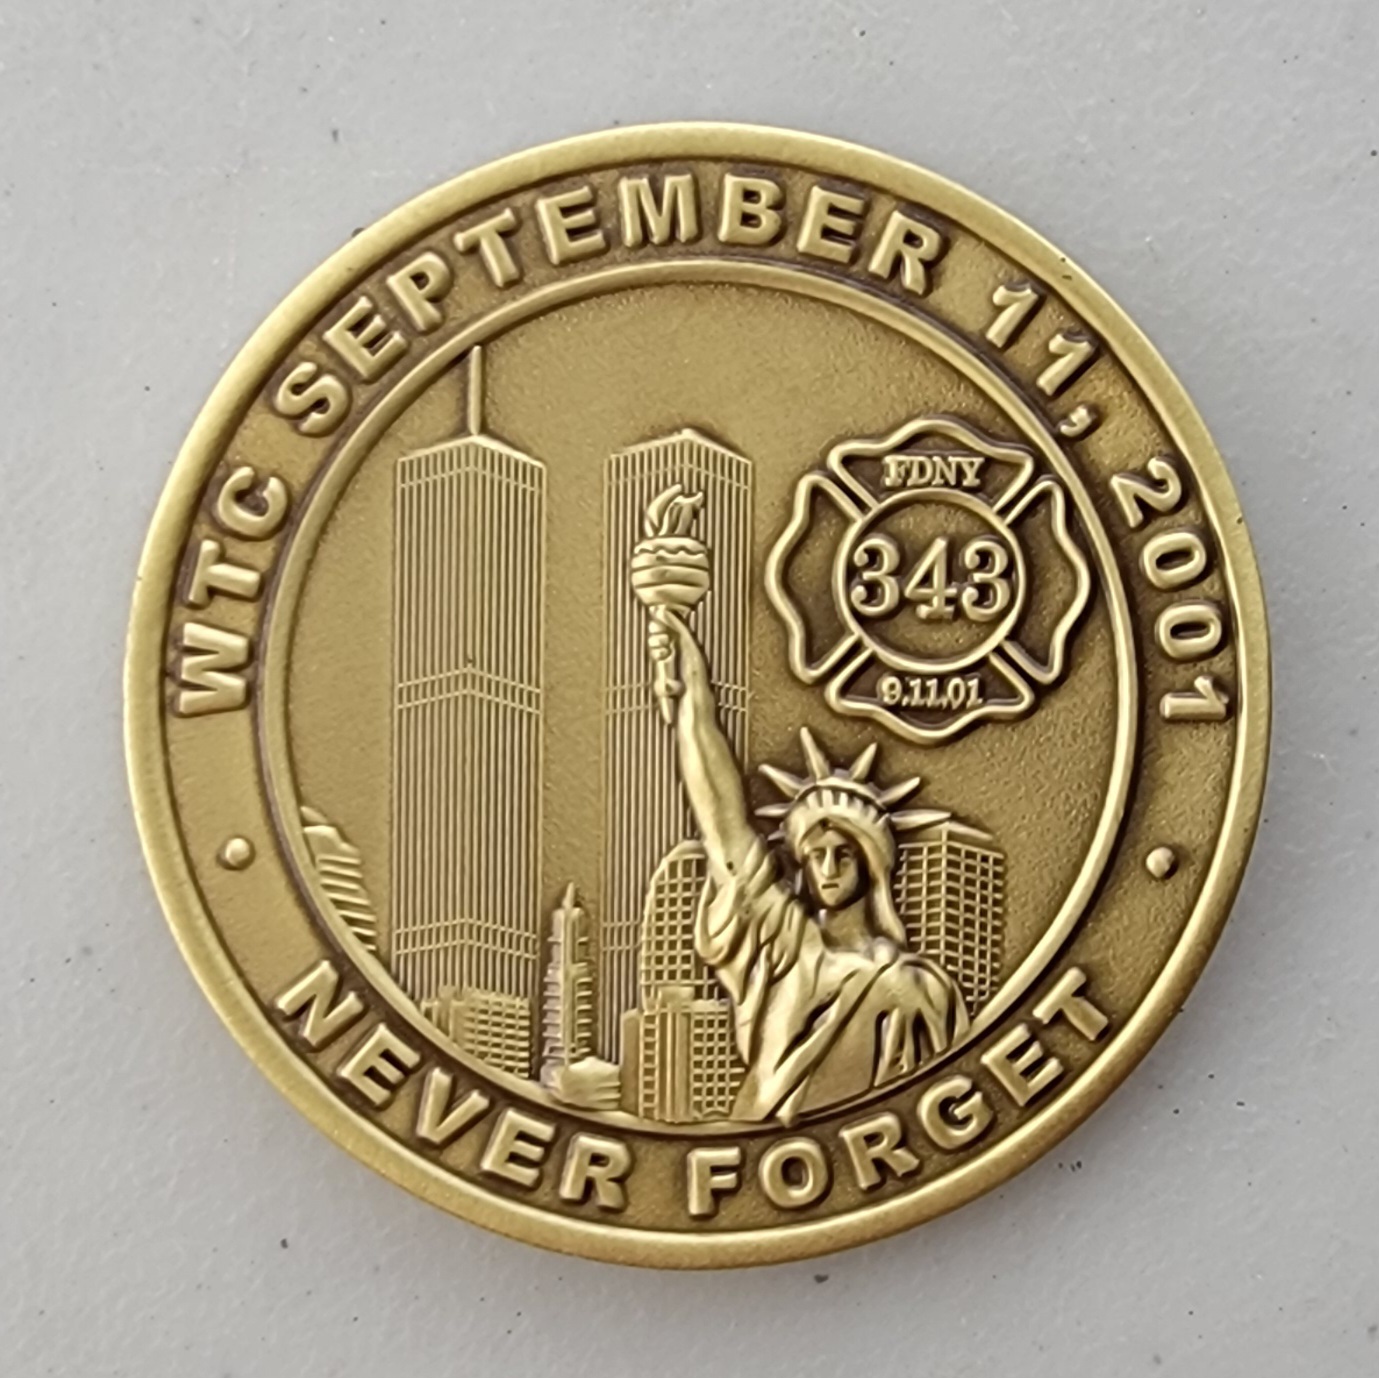 WTC SEPTEMBER 11, 2001
FDNY
343
9.11.01
NEVER FORGET